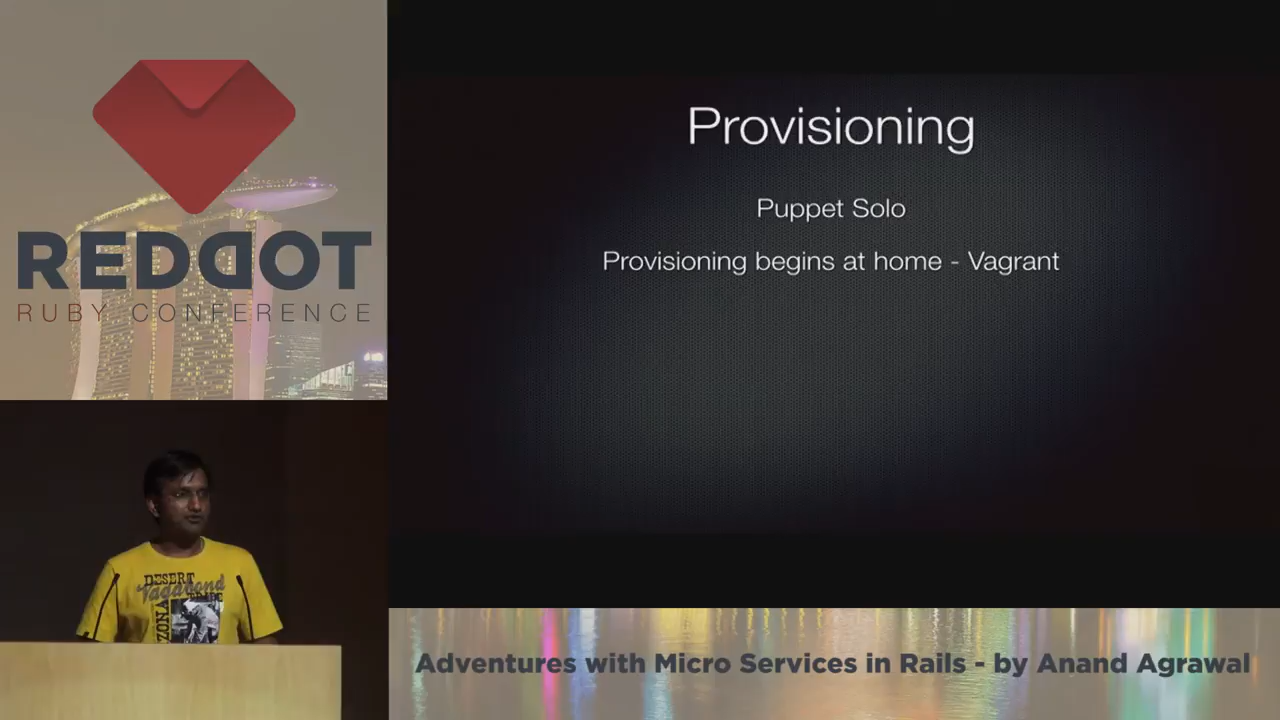 REDDOT
RUBY CONFERENCE
Provisioning
Puppet Solo
Provisioning begins at home - Vagrant
DESERT
Vagabond
ZONA
Adventures with Micro Services in Rails - by Anand Agrawal